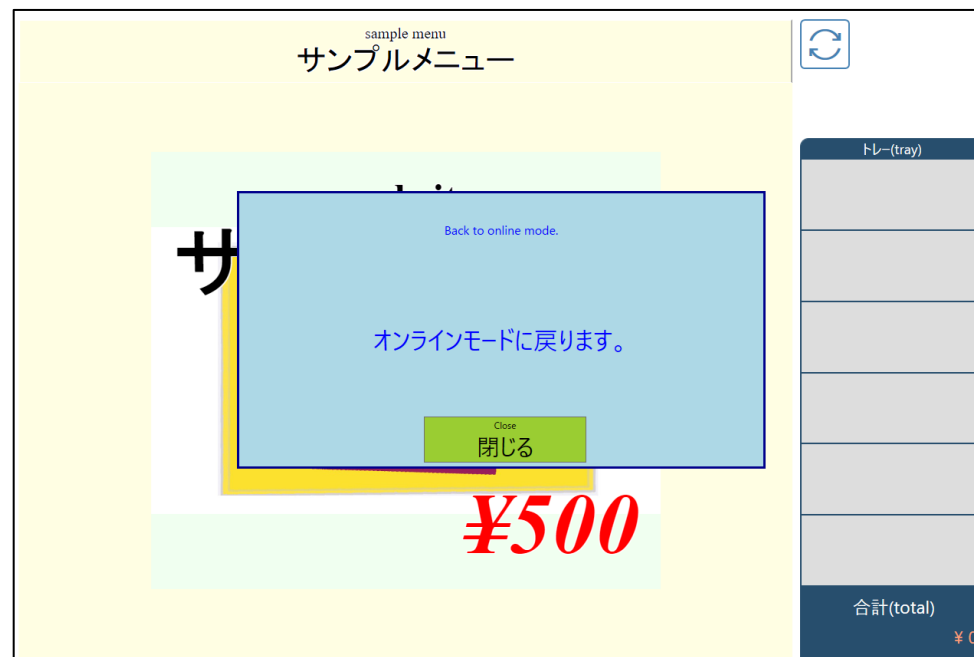 sample menu
サンプルメニュー
トレー(tray)
サ
Back to online mode.
オンラインモードに戻ります。
Close
閉じる
¥500
合計(total)
¥ 0